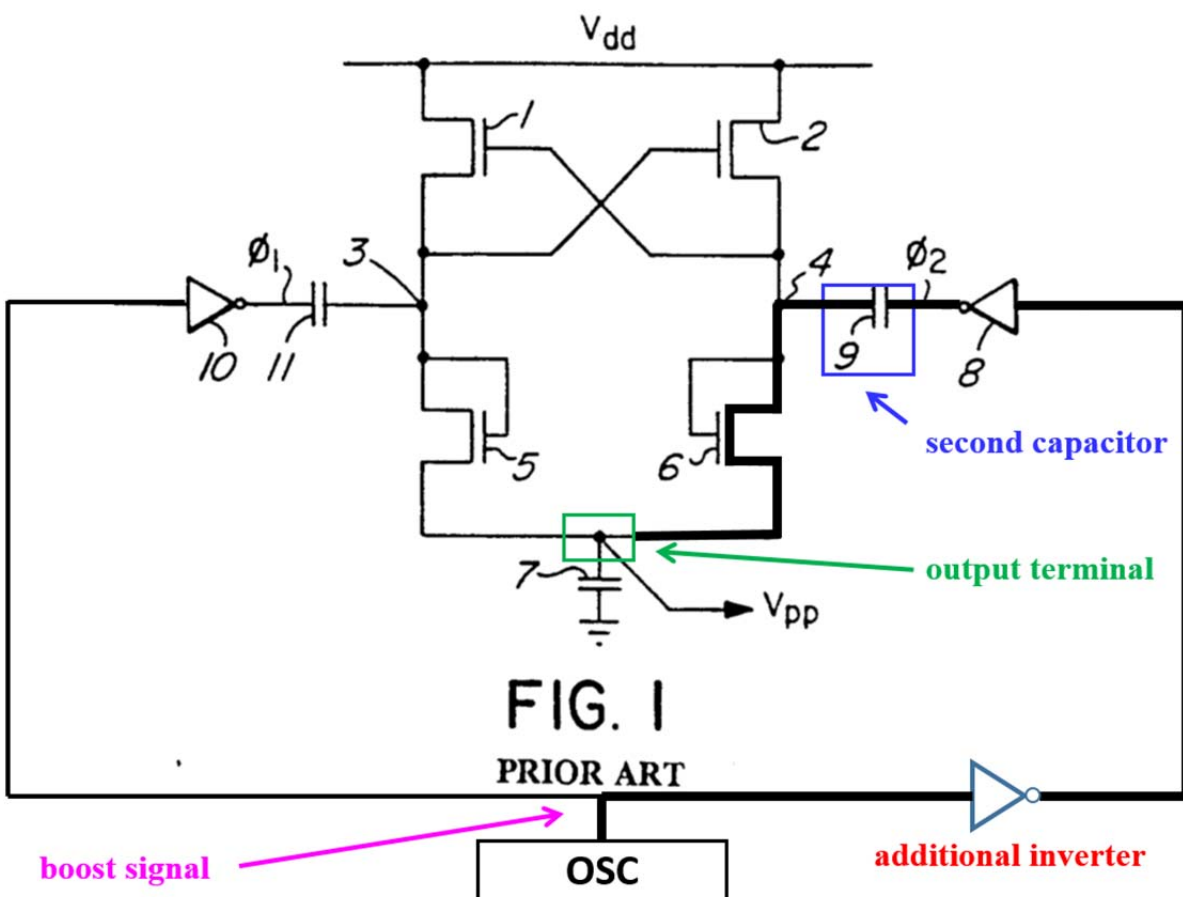 Vdd
1
2
ø1
3
4
ø2
10
11
9
8
second capacitor
5
6
output terminal
7
Vpp
FIG. 1
PRIOR ART
boost signal
OSC
additional inverter